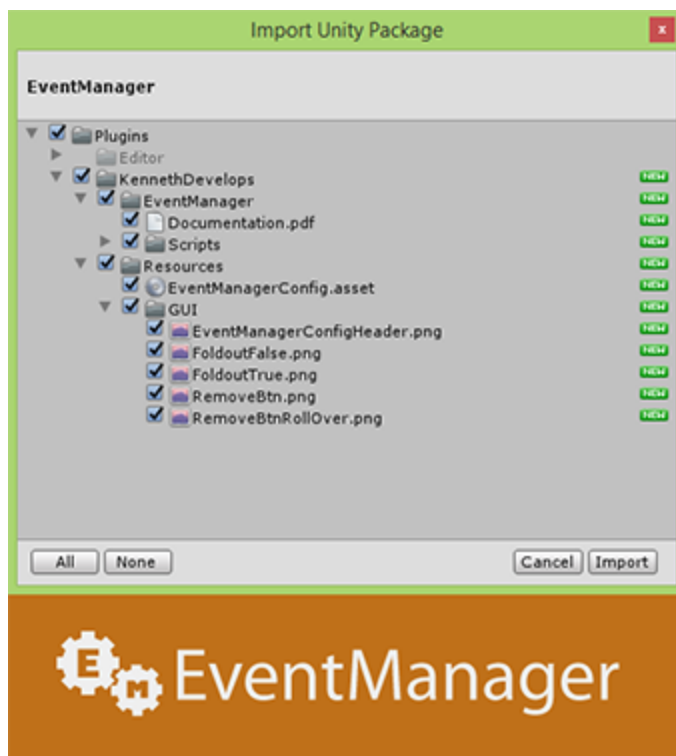 Import Unity Package
x
EventManager
Plugins
Editor
KennethDevelops NEW
EventManager NEW
Documentation.pdf NEW
Scripts NEW
Resources NEW
EventManagerConfig.asset NEW
GUI NEW
EventManagerConfigHeader.png NEW
FoldoutFalse.png NEW
FoldoutTrue.png NEW
RemoveBtn.png NEW
RemoveBtnRollOver.png NEW
All None Cancel Import
E M EventManager